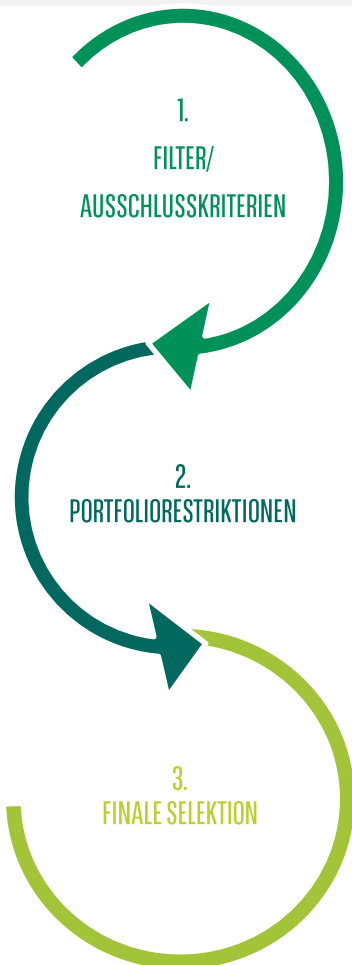 1.
FILTER/
AUSSCHLUSSKRITERIEN
2.
PORTFOLIORESTRIKTIONEN
3.
FINALE SELEKTION